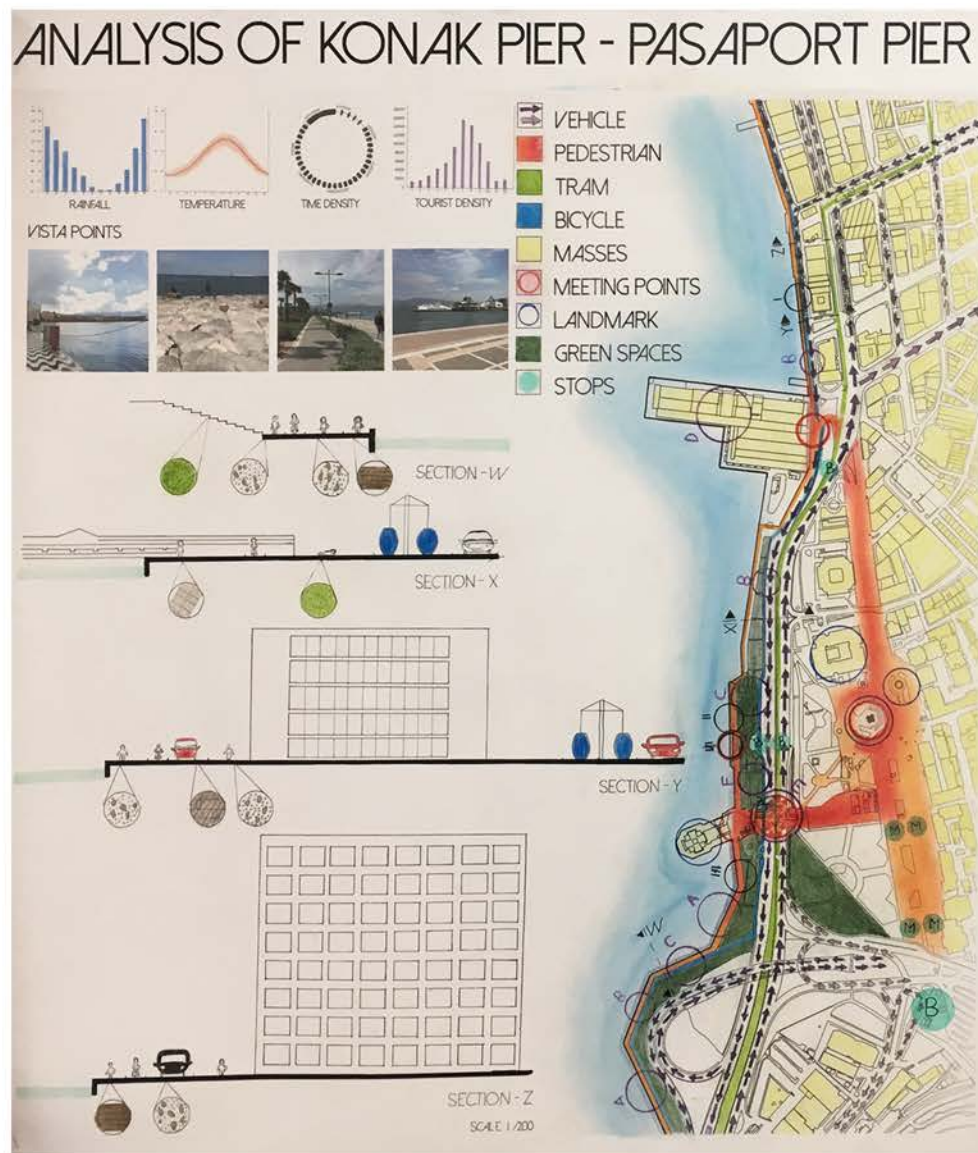 ANALYSIS OF KONAK PIER - PASAPORT PIER
RAINFALL
TEMPERATURE
TIME DENSITY
TOURIST DENSITY
VISTA POINTS
VEHICLE
PEDESTRIAN
TRAM
BICYCLE
MASSES
MEETING POINTS
LANDMARK
GREEN SPACES
STOPS
SECTION-W
SECTION-X
SECTION-Y
SECTION-Z
SCALE 1/200
Z
Y
B
D
B
B
X
C
II
E
A
W
C
B
A
M M
M M
B